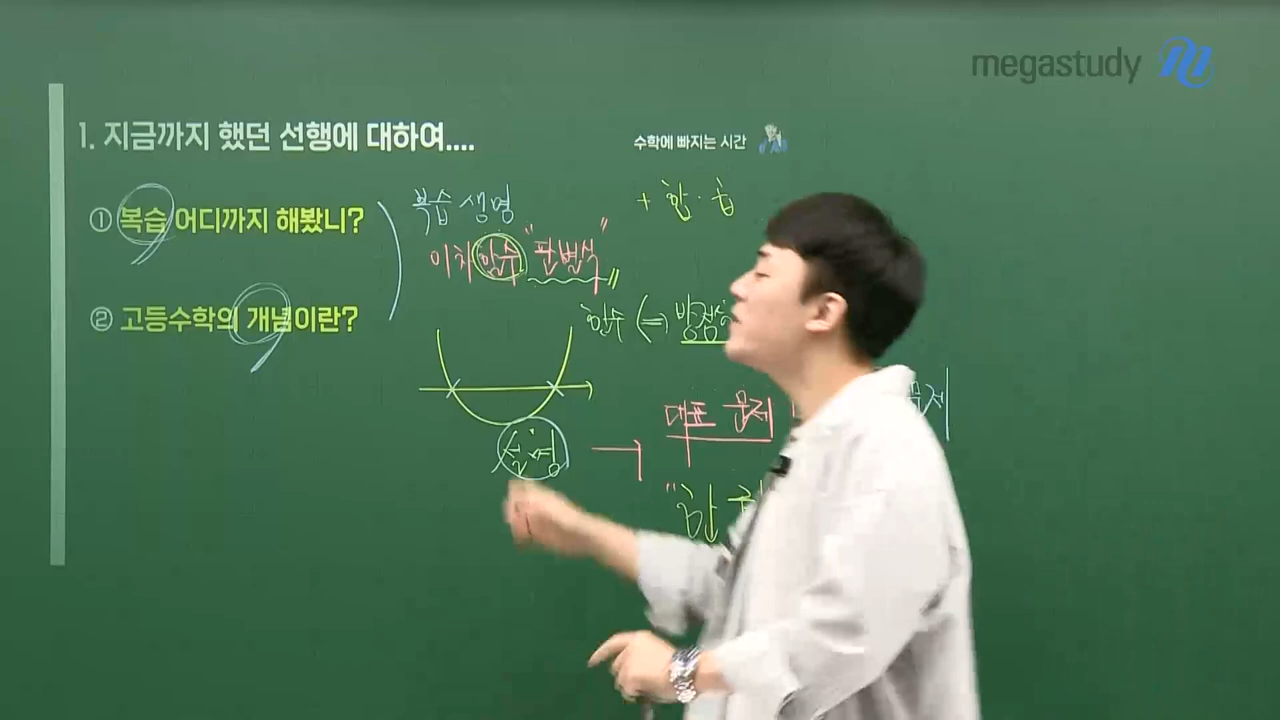 megastudy
1. 지금까지 했던 선행에 대하여....
수학에 빠지는 시간
① 복습 어디까지 해봤니?
복습 생명
+ 합 · 곱
이차함수 "판별식"
② 고등수학의 개념이란?
함수 ⇔ 방정식
대표 문제
문제